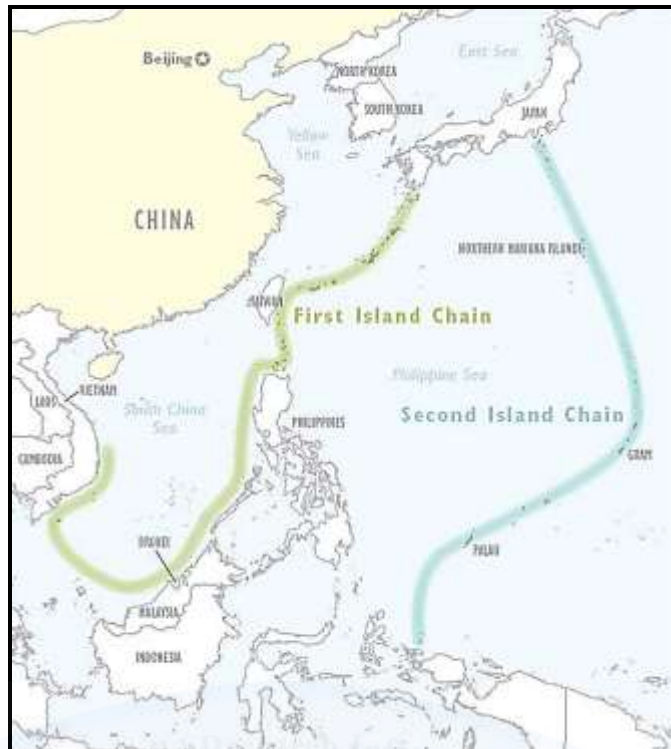 East Sea
Beijing
NORTH KOREA
SOUTH KOREA
JAPAN
Yellow
Sea
CHINA
NORTHERN MARIANA ISLANDS
TAIWAN
First Island Chain
Philippine Sea
VIETNAM
LAOS
South China
Sea
Second Island Chain
PHILIPPINES
CAMBODIA
GUAM
BRUNEI
PALAU
MALAYSIA
INDONESIA